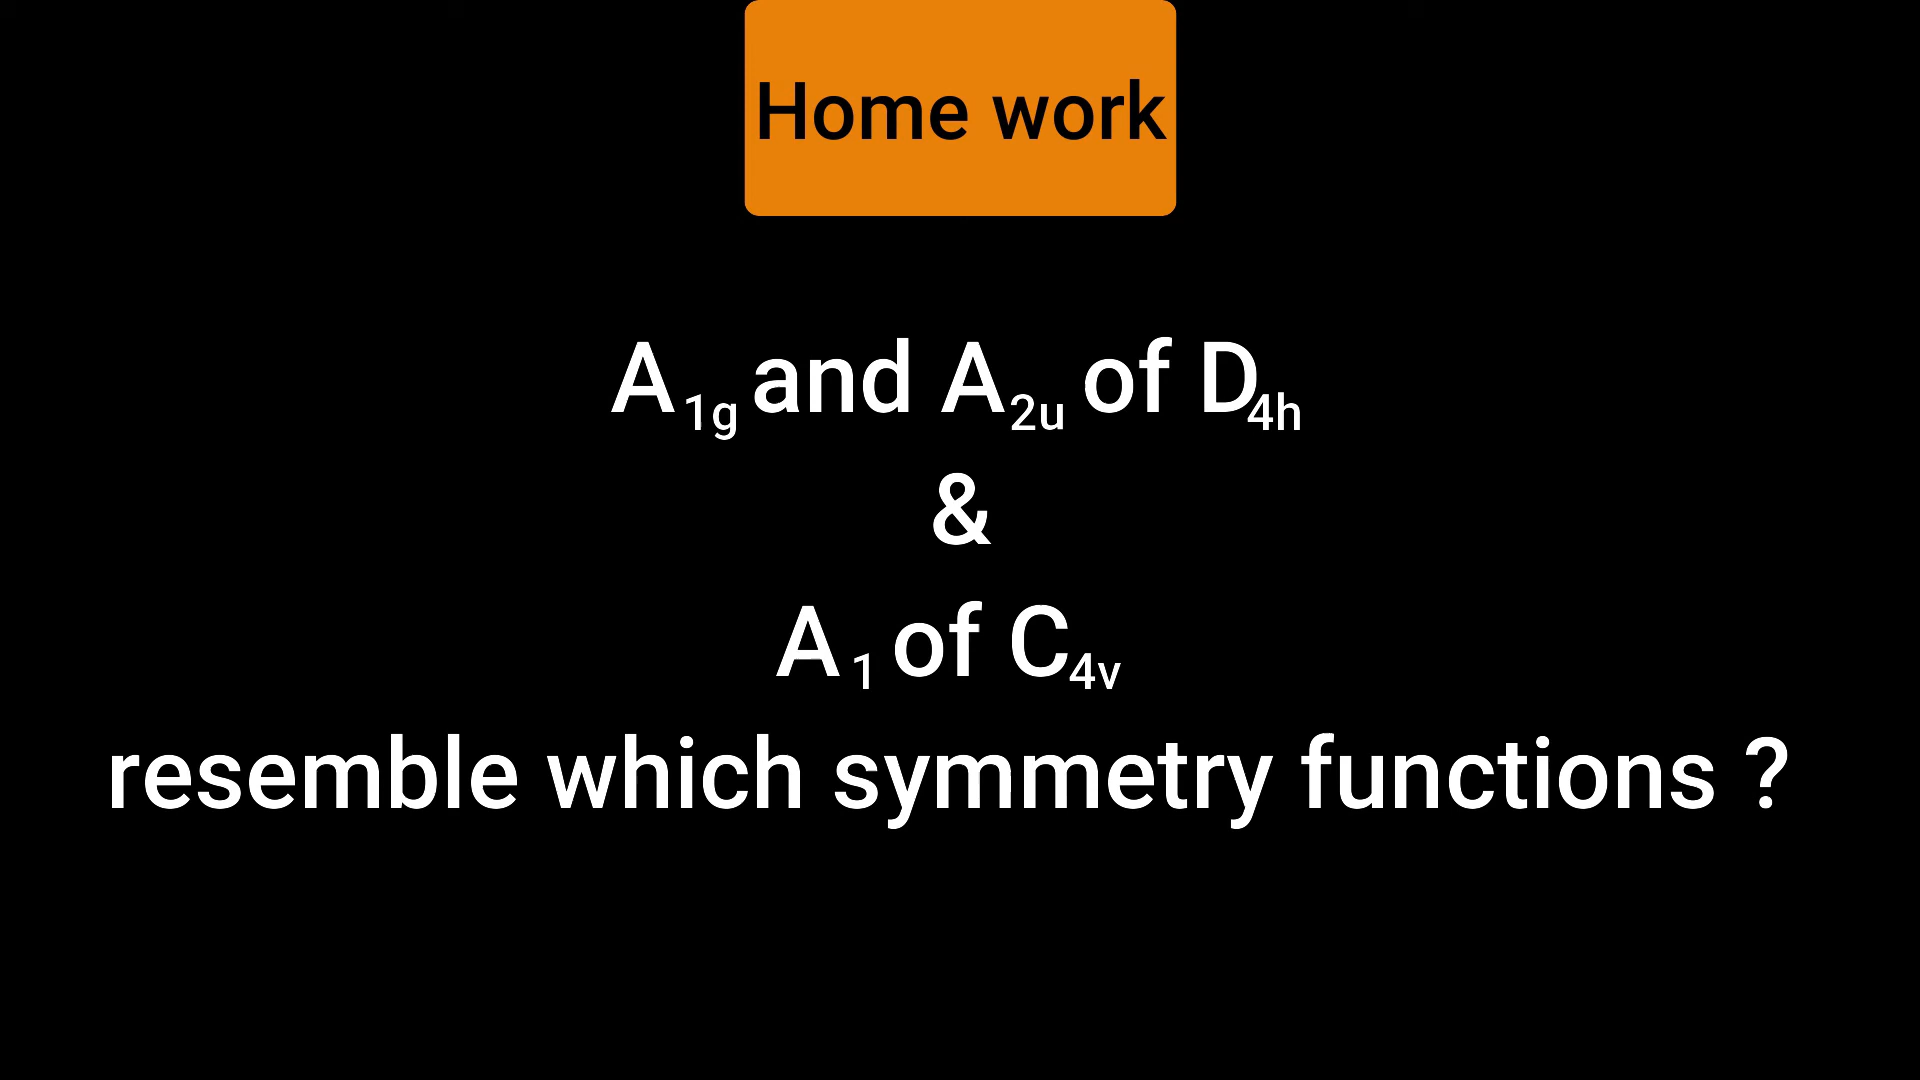 Home work
A1g and A2u of D4h
&
A1 of C4v
resemble which symmetry functions ?